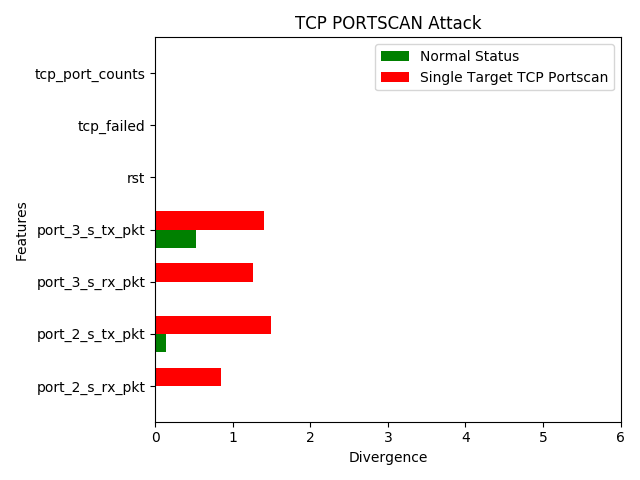 TCP PORTSCAN Attack
Normal Status
Single Target TCP Portscan
Features
tcp_port_counts
tcp_failed
rst
port_3_s_tx_pkt
port_3_s_rx_pkt
port_2_s_tx_pkt
port_2_s_rx_pkt
0 1 2 3 4 5 6
Divergence